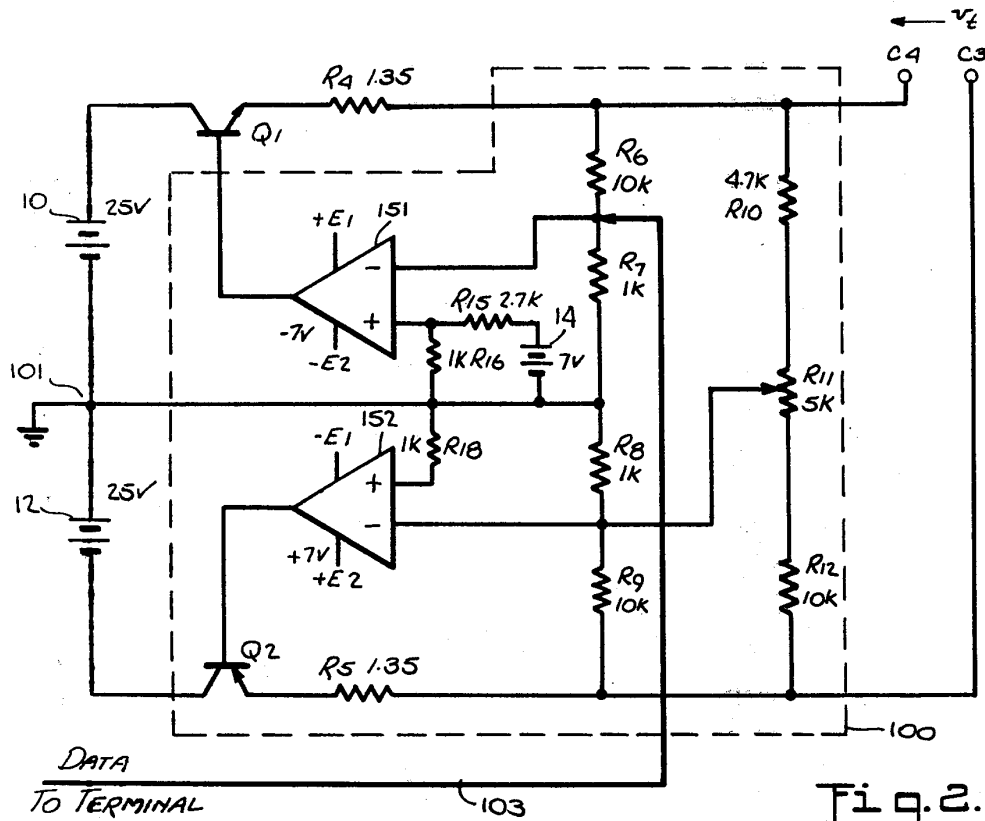 v_t
C4 C3
R4 1.35
Q1
R6
10K
4.7K
R10
10
25V
+E1
151
-
R7
1K
R15 2.7K
14
+
-7V
-E2
1K R16
7V
101
R11
5K
152
-E1
1K R18
R8
1K
25V
12
+
-
+7V
+E2
R9
10K
R12
10K
Q2
R5 1.35
100
DATA
TO TERMINAL
103
Fig.2.